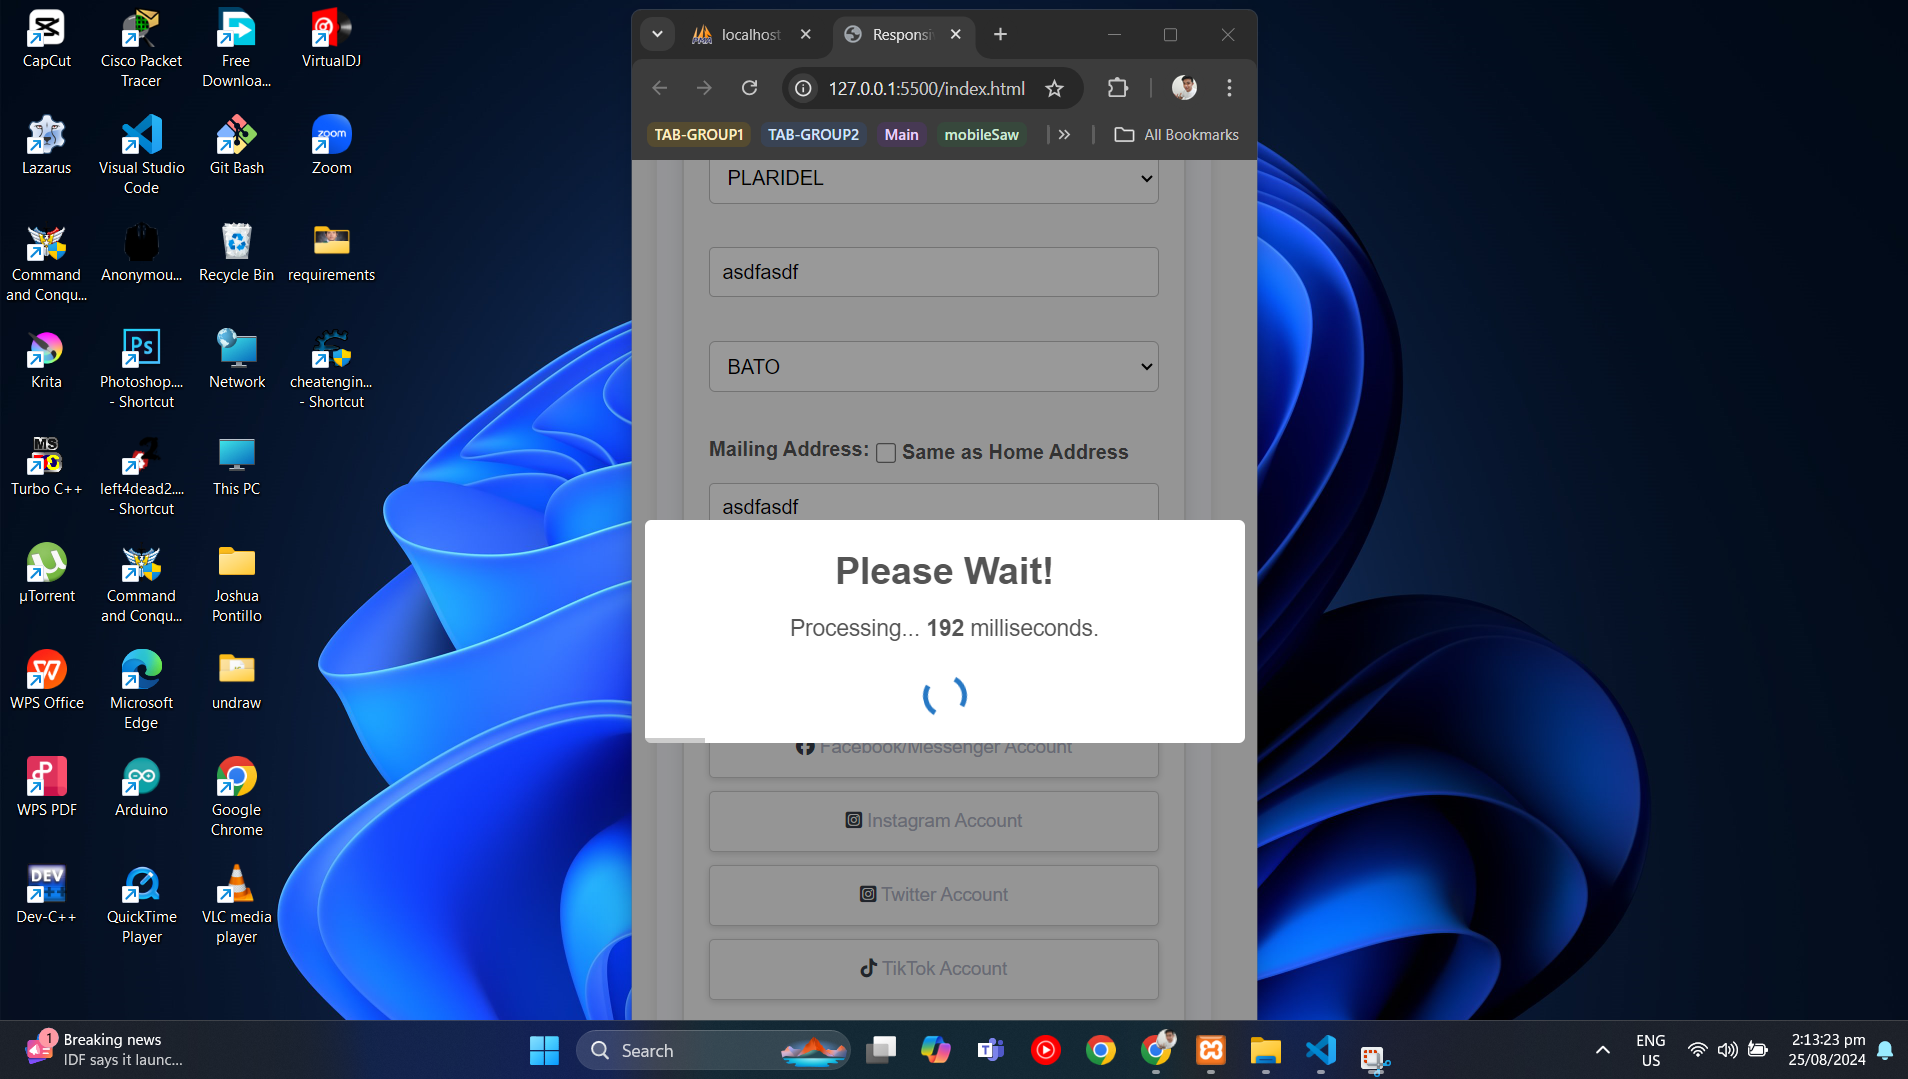 CapCut
Cisco Packet
Tracer
Free
Downloa...
VirtualDJ
Lazarus
Visual Studio
Code
Git Bash
zoom
Zoom
Command
and Conqu...
Anonymou...
Recycle Bin
requirements
Krita
Ps
Photoshop....
- Shortcut
Network
cheatengin...
- Shortcut
MS
Turbo C++
left4dead2....
- Shortcut
This PC
µTorrent
Command
and Conqu...
Joshua
Pontillo
WPS Office
Microsoft
Edge
undraw
WPS PDF
Arduino
Google
Chrome
DEV
Dev-C++
QuickTime
Player
VLC media
player
localhost
Responsi
127.0.0.1:5500/index.html
TAB-GROUP1
TAB-GROUP2
Main
mobileSaw
All Bookmarks
PLARIDEL
asdfasdf
BATO
Mailing Address:
Same as Home Address
asdfasdf
Please Wait!
Processing... 192 milliseconds.
Facebook/Messenger Account
Instagram Account
Twitter Account
TikTok Account
1
Breaking news
IDF says it launc...
Search
ENG
US
2:13:23 pm
25/08/2024